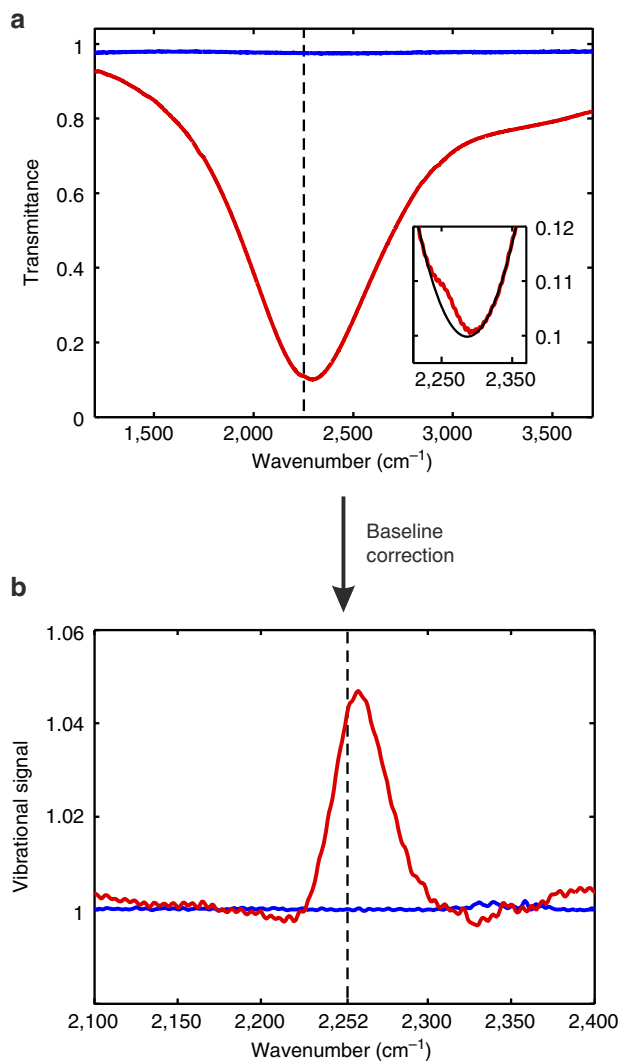 a
1
0.8
0.6
0.4
0.2
0
Transmittance
0.12
0.11
0.1
2,250 2,350
1,500 2,000 2,500 3,000 3,500
Wavenumber (cm⁻¹)
Baseline
correction
b
1.06
1.04
1.02
1
Vibrational signal
2,100 2,150 2,200 2,252 2,300 2,350 2,400
Wavenumber (cm⁻¹)